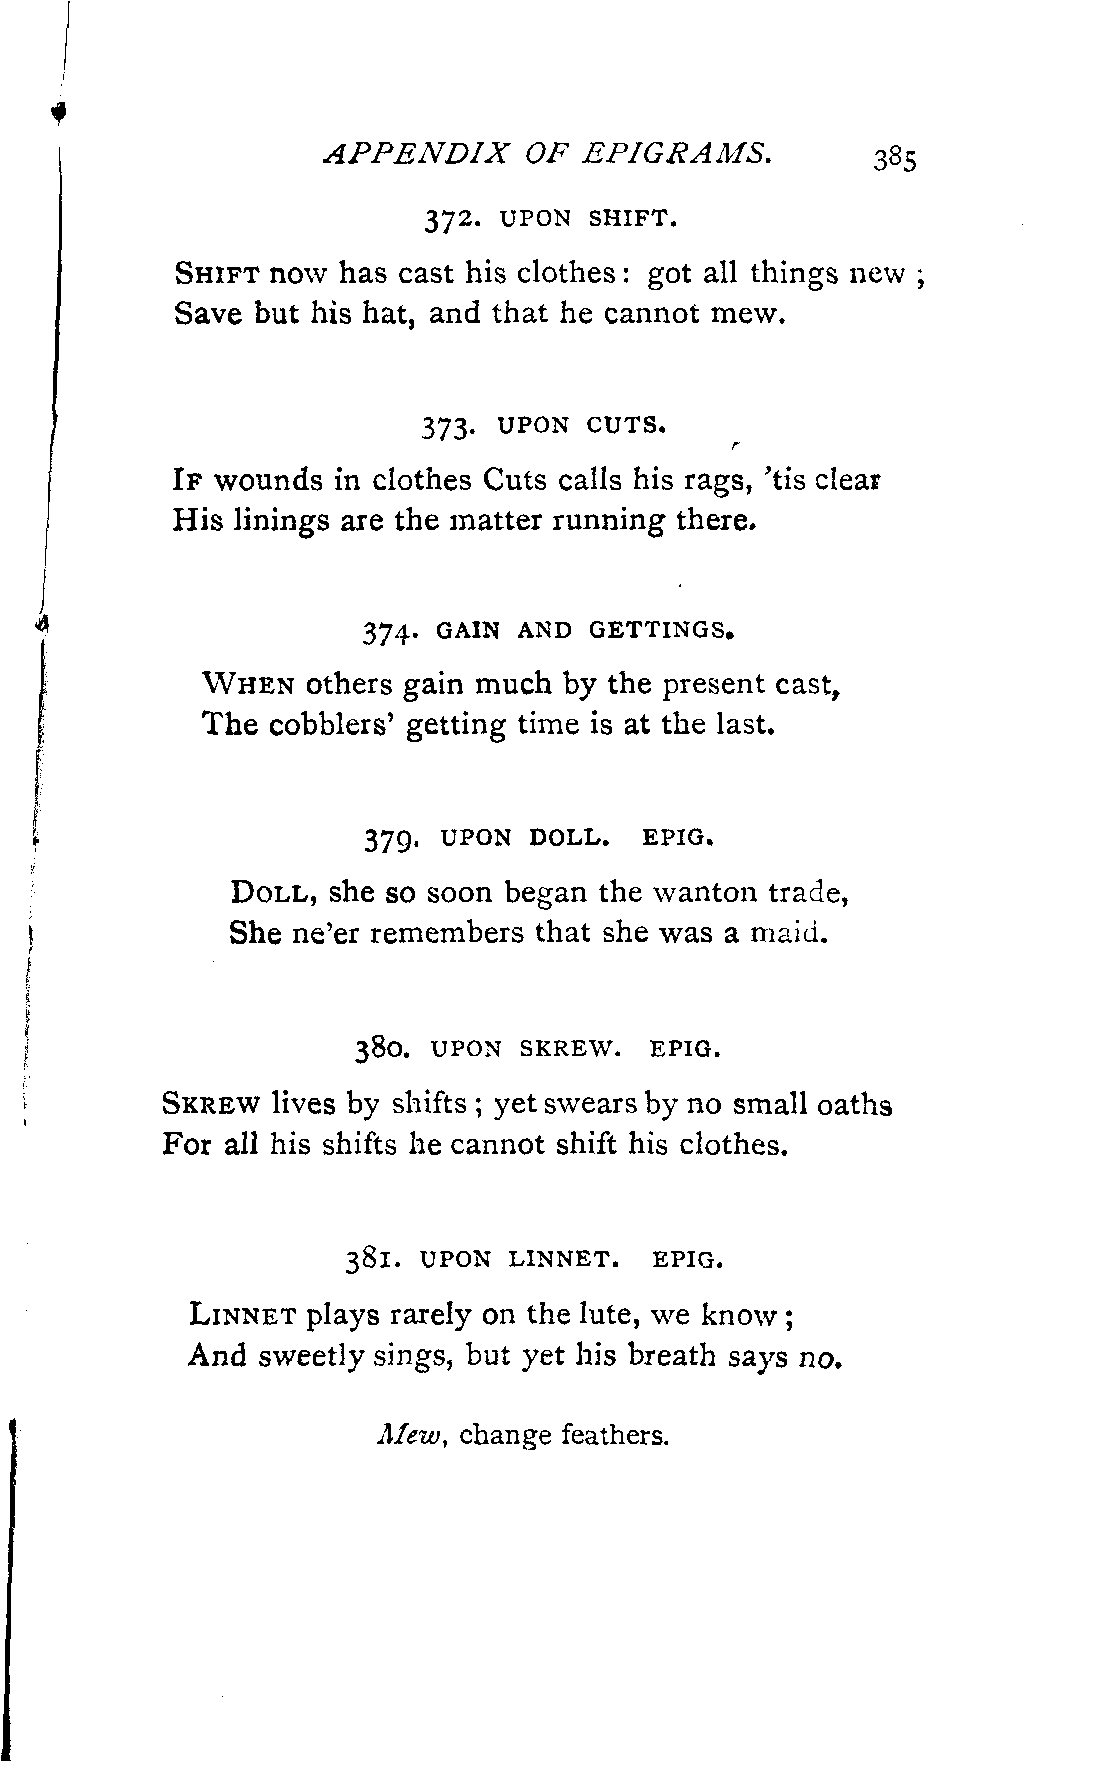 APPENDIX OF EPIGRAMS. 385
372. UPON SHIFT.
SHIFT now has cast his clothes: got all things new ;
Save but his hat, and that he cannot mew.
373. UPON CUTS.
IF wounds in clothes Cuts calls his rags, 'tis clear
His linings are the matter running there.
374. GAIN AND GETTINGS.
WHEN others gain much by the present cast,
The cobblers' getting time is at the last.
379. UPON DOLL. EPIG.
DOLL, she so soon began the wanton trade,
She ne'er remembers that she was a maid.
380. UPON SKREW. EPIG.
SKREW lives by shifts ; yet swears by no small oaths
For all his shifts he cannot shift his clothes.
381. UPON LINNET. EPIG.
LINNET plays rarely on the lute, we know ;
And sweetly sings, but yet his breath says no.
Mew, change feathers.